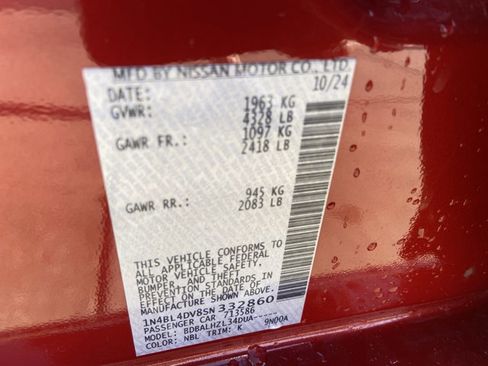 MFD BY NISSAN MOTOR CO., LTD.
DATE: 10/24
GVWR: 1963 KG
4328 LB
GAWR FR.: 1097 KG
2418 LB
GAWR RR.: 945 KG
2083 LB
THIS VEHICLE CONFORMS TO
ALL APPLICABLE FEDERAL
MOTOR VEHICLE SAFETY,
BUMPER, AND THEFT
PREVENTION STANDARDS IN
EFFECT ON THE DATE OF
MANUFACTURE SHOWN ABOVE.
1N4BL4DV8SN332860
PASSENGER CAR 713586
MODEL: BDBALHZL34DUA-----
COLOR: NBL TRIM: K 9N00A